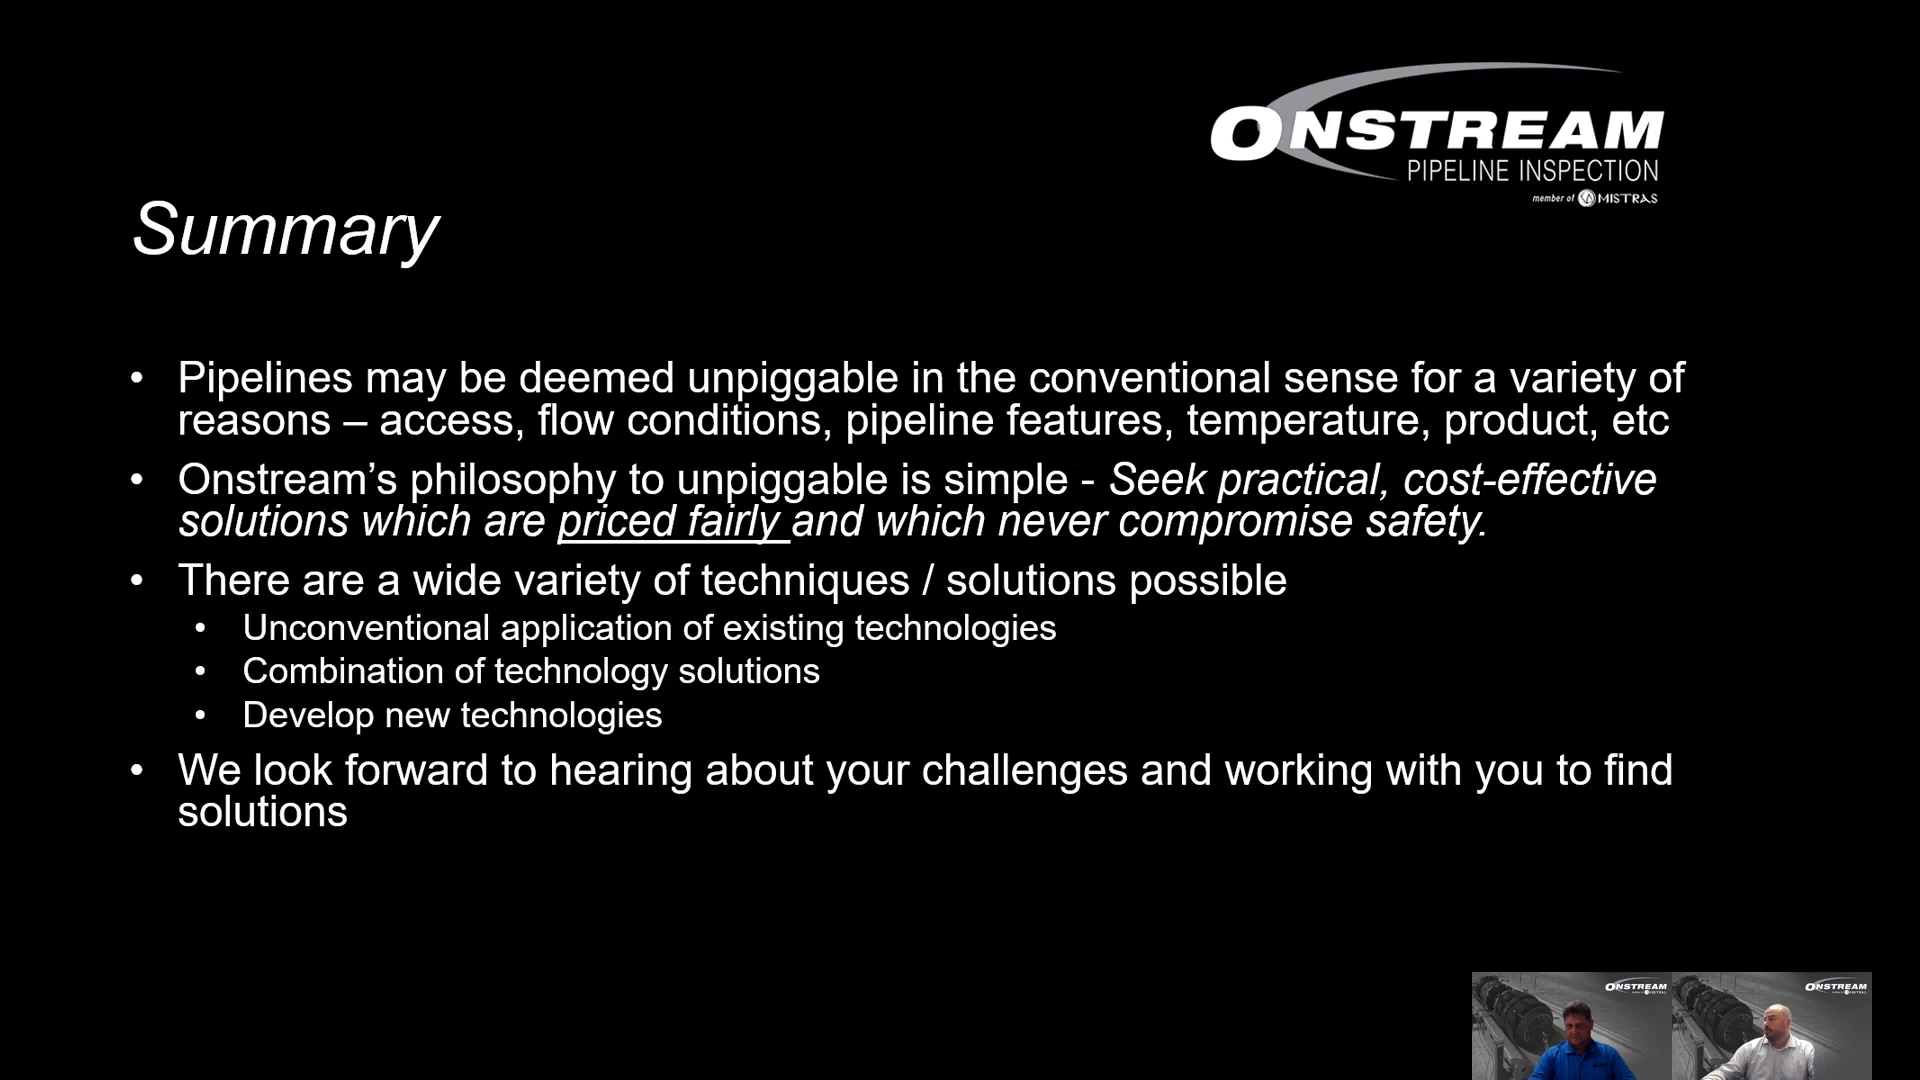 ONSTREAM
PIPELINE INSPECTION
member of MISTRAS
Summary
• Pipelines may be deemed unpiggable in the conventional sense for a variety of
reasons – access, flow conditions, pipeline features, temperature, product, etc
• Onstream’s philosophy to unpiggable is simple - Seek practical, cost-effective
solutions which are priced fairly and which never compromise safety.
• There are a wide variety of techniques / solutions possible
• Unconventional application of existing technologies
• Combination of technology solutions
• Develop new technologies
• We look forward to hearing about your challenges and working with you to find
solutions
ONSTREAM
ONSTREAM